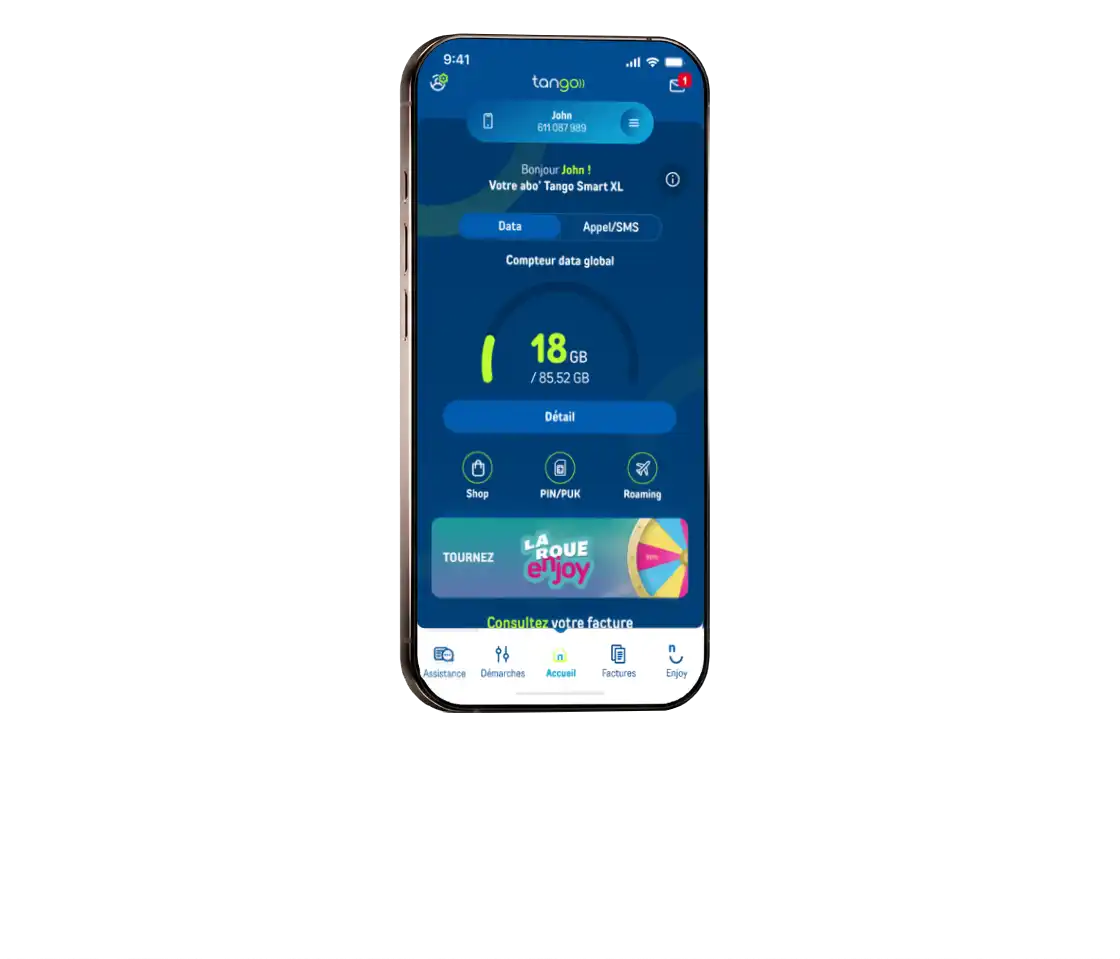 9:41
tango
1
John
611 087 989
Bonjour John !
Votre abo' Tango Smart XL
Data
Appel/SMS
Compteur data global
18 GB
/ 85.52 GB
Détail
Shop
PIN/PUK
Roaming
TOURNEZ
LA
ROUE
enjoy
Consultez votre facture
Assistance
Démarches
Accueil
Factures
Enjoy